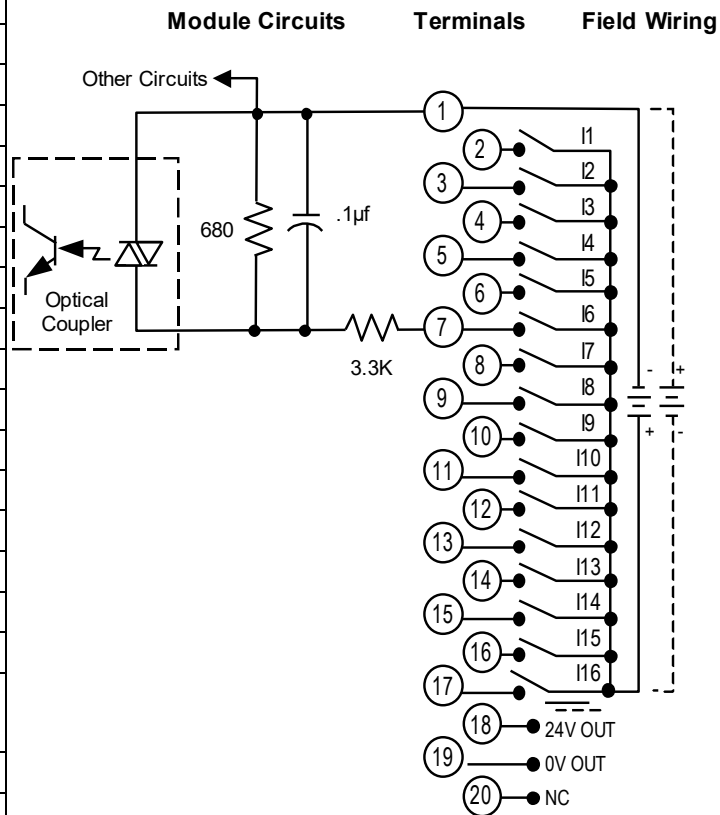 Module Circuits Terminals Field Wiring
Other Circuits
1
2 I1
3 I2
4 I3
5 I4
6 I5
7 I6
8 I7
9 I8
10 I9
11 I10
12 I11
13 I12
14 I13
15 I14
16 I15
17 I16
18 24V OUT
19 0V OUT
20 NC
680
.1µf
Optical
Coupler
3.3K
- +
+ -